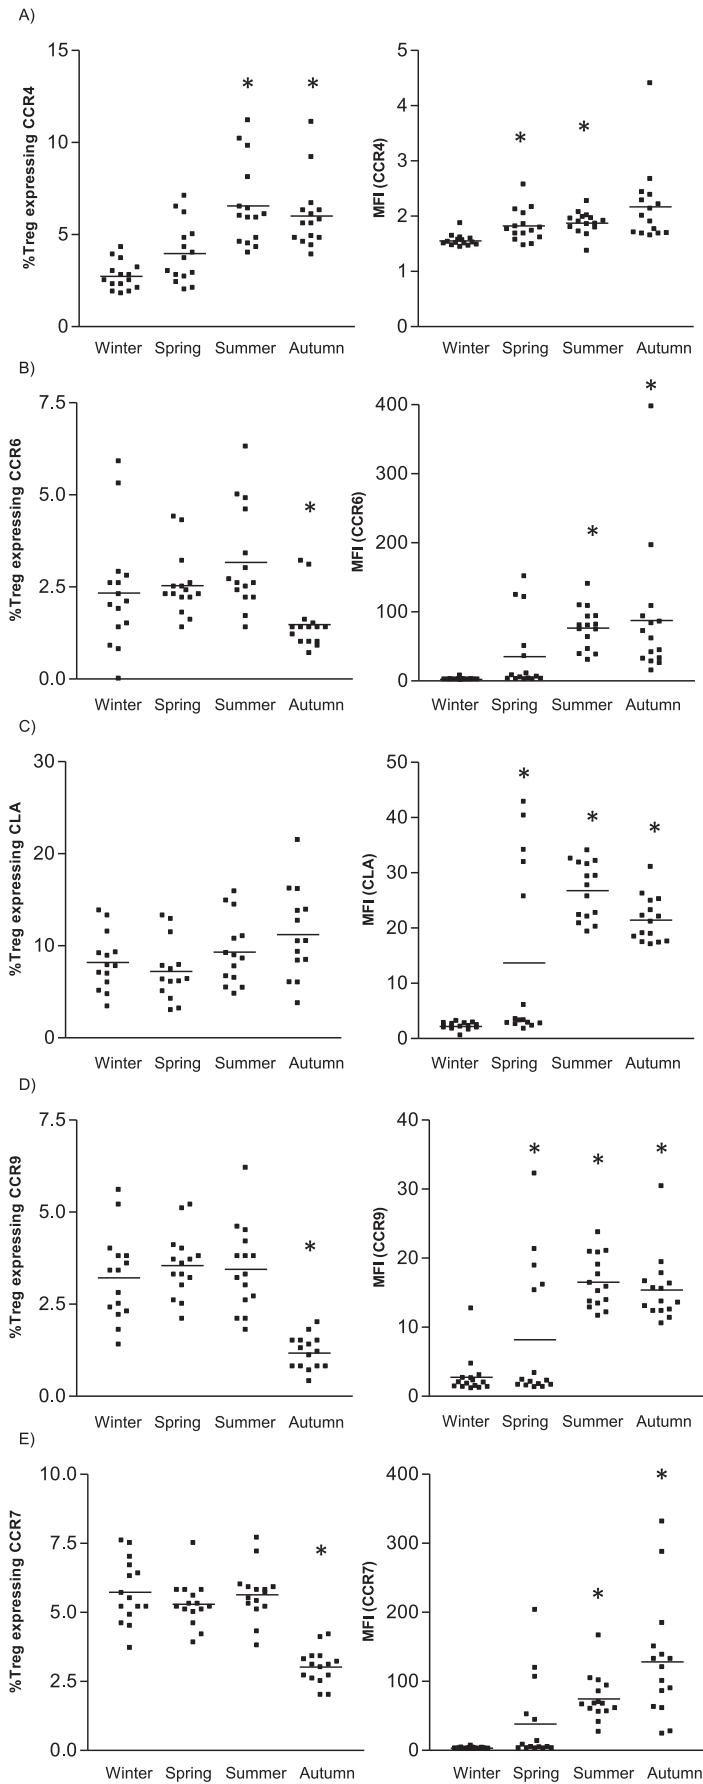 A)
%Treg expressing CCR4
15
10
5
0
*
*
Winter Spring Summer Autumn
MFI (CCR4)
5
4
3
2
1
0
*
*
Winter Spring Summer Autumn
B)
%Treg expressing CCR6
7.5
5.0
2.5
0.0
*
Winter Spring Summer Autumn
MFI (CCR6)
400
300
200
100
0
*
*
Winter Spring Summer Autumn
C)
%Treg expressing CLA
30
20
10
0
Winter Spring Summer Autumn
MFI (CLA)
50
40
30
20
10
0
*
*
*
Winter Spring Summer Autumn
D)
%Treg expressing CCR9
7.5
5.0
2.5
0.0
*
Winter Spring Summer Autumn
MFI (CCR9)
40
30
20
10
0
*
*
*
Winter Spring Summer Autumn
E)
%Treg expressing CCR7
10.0
7.5
5.0
2.5
0.0
*
Winter Spring Summer Autumn
MFI (CCR7)
400
300
200
100
0
*
*
Winter Spring Summer Autumn